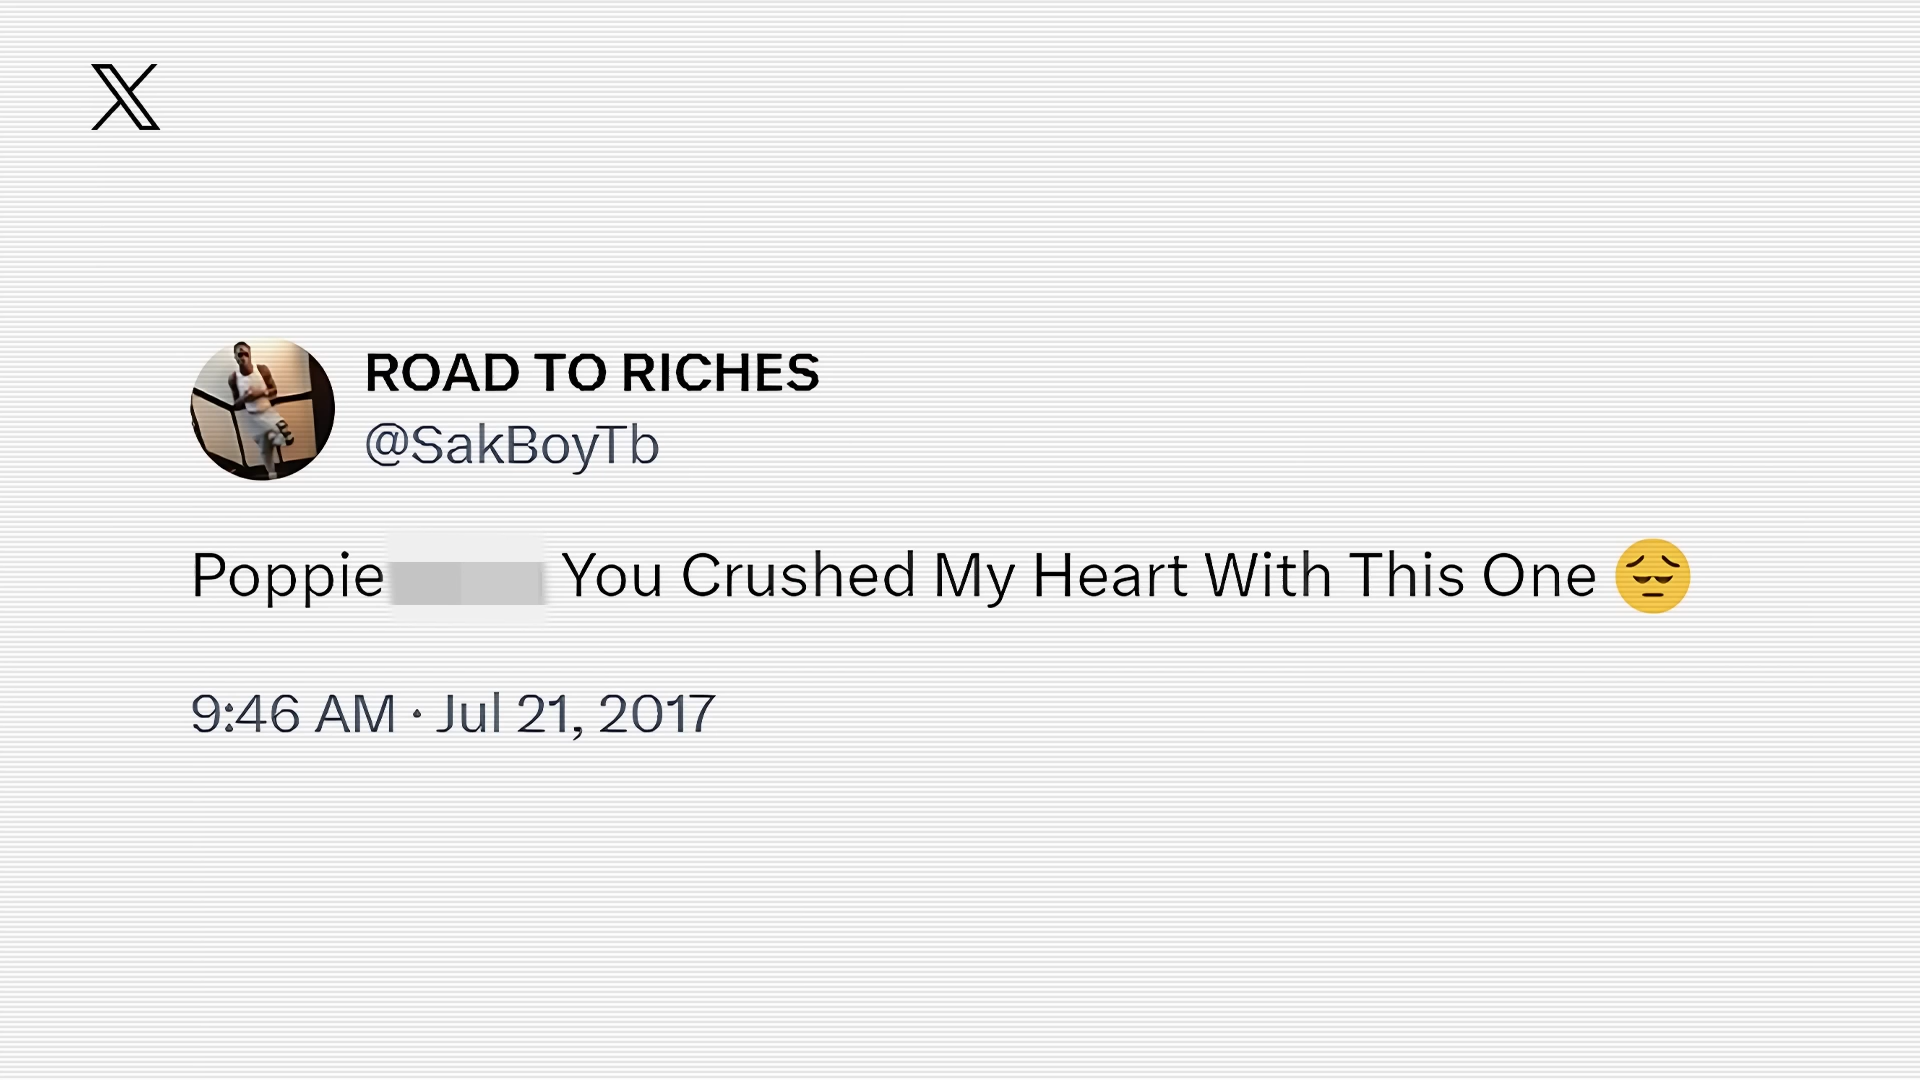 ROAD TO RICHES
@SakBoyTb
Poppie You Crushed My Heart With This One 😔
9:46 AM · Jul 21, 2017